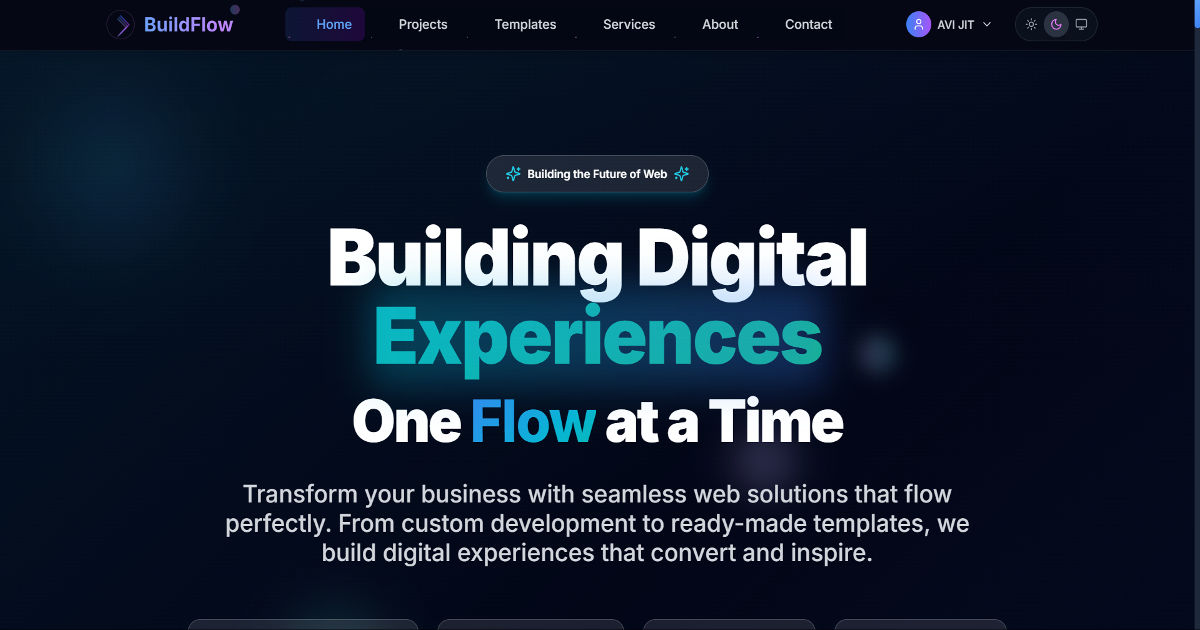 BuildFlow
Home Projects Templates Services About Contact
AVI JIT
Building the Future of Web
Building Digital
Experiences
One Flow at a Time
Transform your business with seamless web solutions that flow
perfectly. From custom development to ready-made templates, we
build digital experiences that convert and inspire.